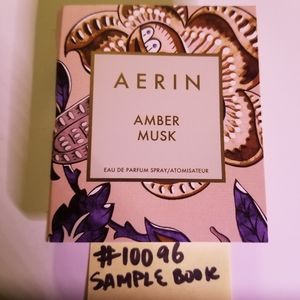 AERIN
AMBER
MUSK
EAU DE PARFUM SPRAY/ATOMISATEUR
#10096
SAMPLE BOOK